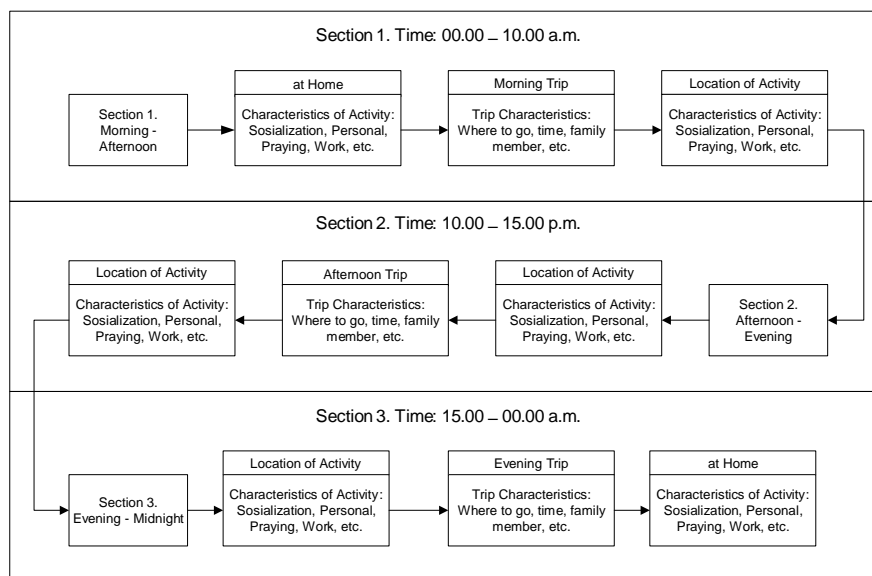 Section 1. Time: 00.00 – 10.00 a.m.
Section 1.
Morning -
Afternoon
at Home
Characteristics of Activity:
Sosialization, Personal,
Praying, Work, etc.
Morning Trip
Trip Characteristics:
Where to go, time, family
member, etc.
Location of Activity
Characteristics of Activity:
Sosialization, Personal,
Praying, Work, etc.
Section 2. Time: 10.00 – 15.00 p.m.
Location of Activity
Characteristics of Activity:
Sosialization, Personal,
Praying, Work, etc.
Afternoon Trip
Trip Characteristics:
Where to go, time, family
member, etc.
Location of Activity
Characteristics of Activity:
Sosialization, Personal,
Praying, Work, etc.
Section 2.
Afternoon -
Evening
Section 3. Time: 15.00 – 00.00 a.m.
Section 3.
Evening - Midnight
Location of Activity
Characteristics of Activity:
Sosialization, Personal,
Praying, Work, etc.
Evening Trip
Trip Characteristics:
Where to go, time, family
member, etc.
at Home
Characteristics of Activity:
Sosialization, Personal,
Praying, Work, etc.